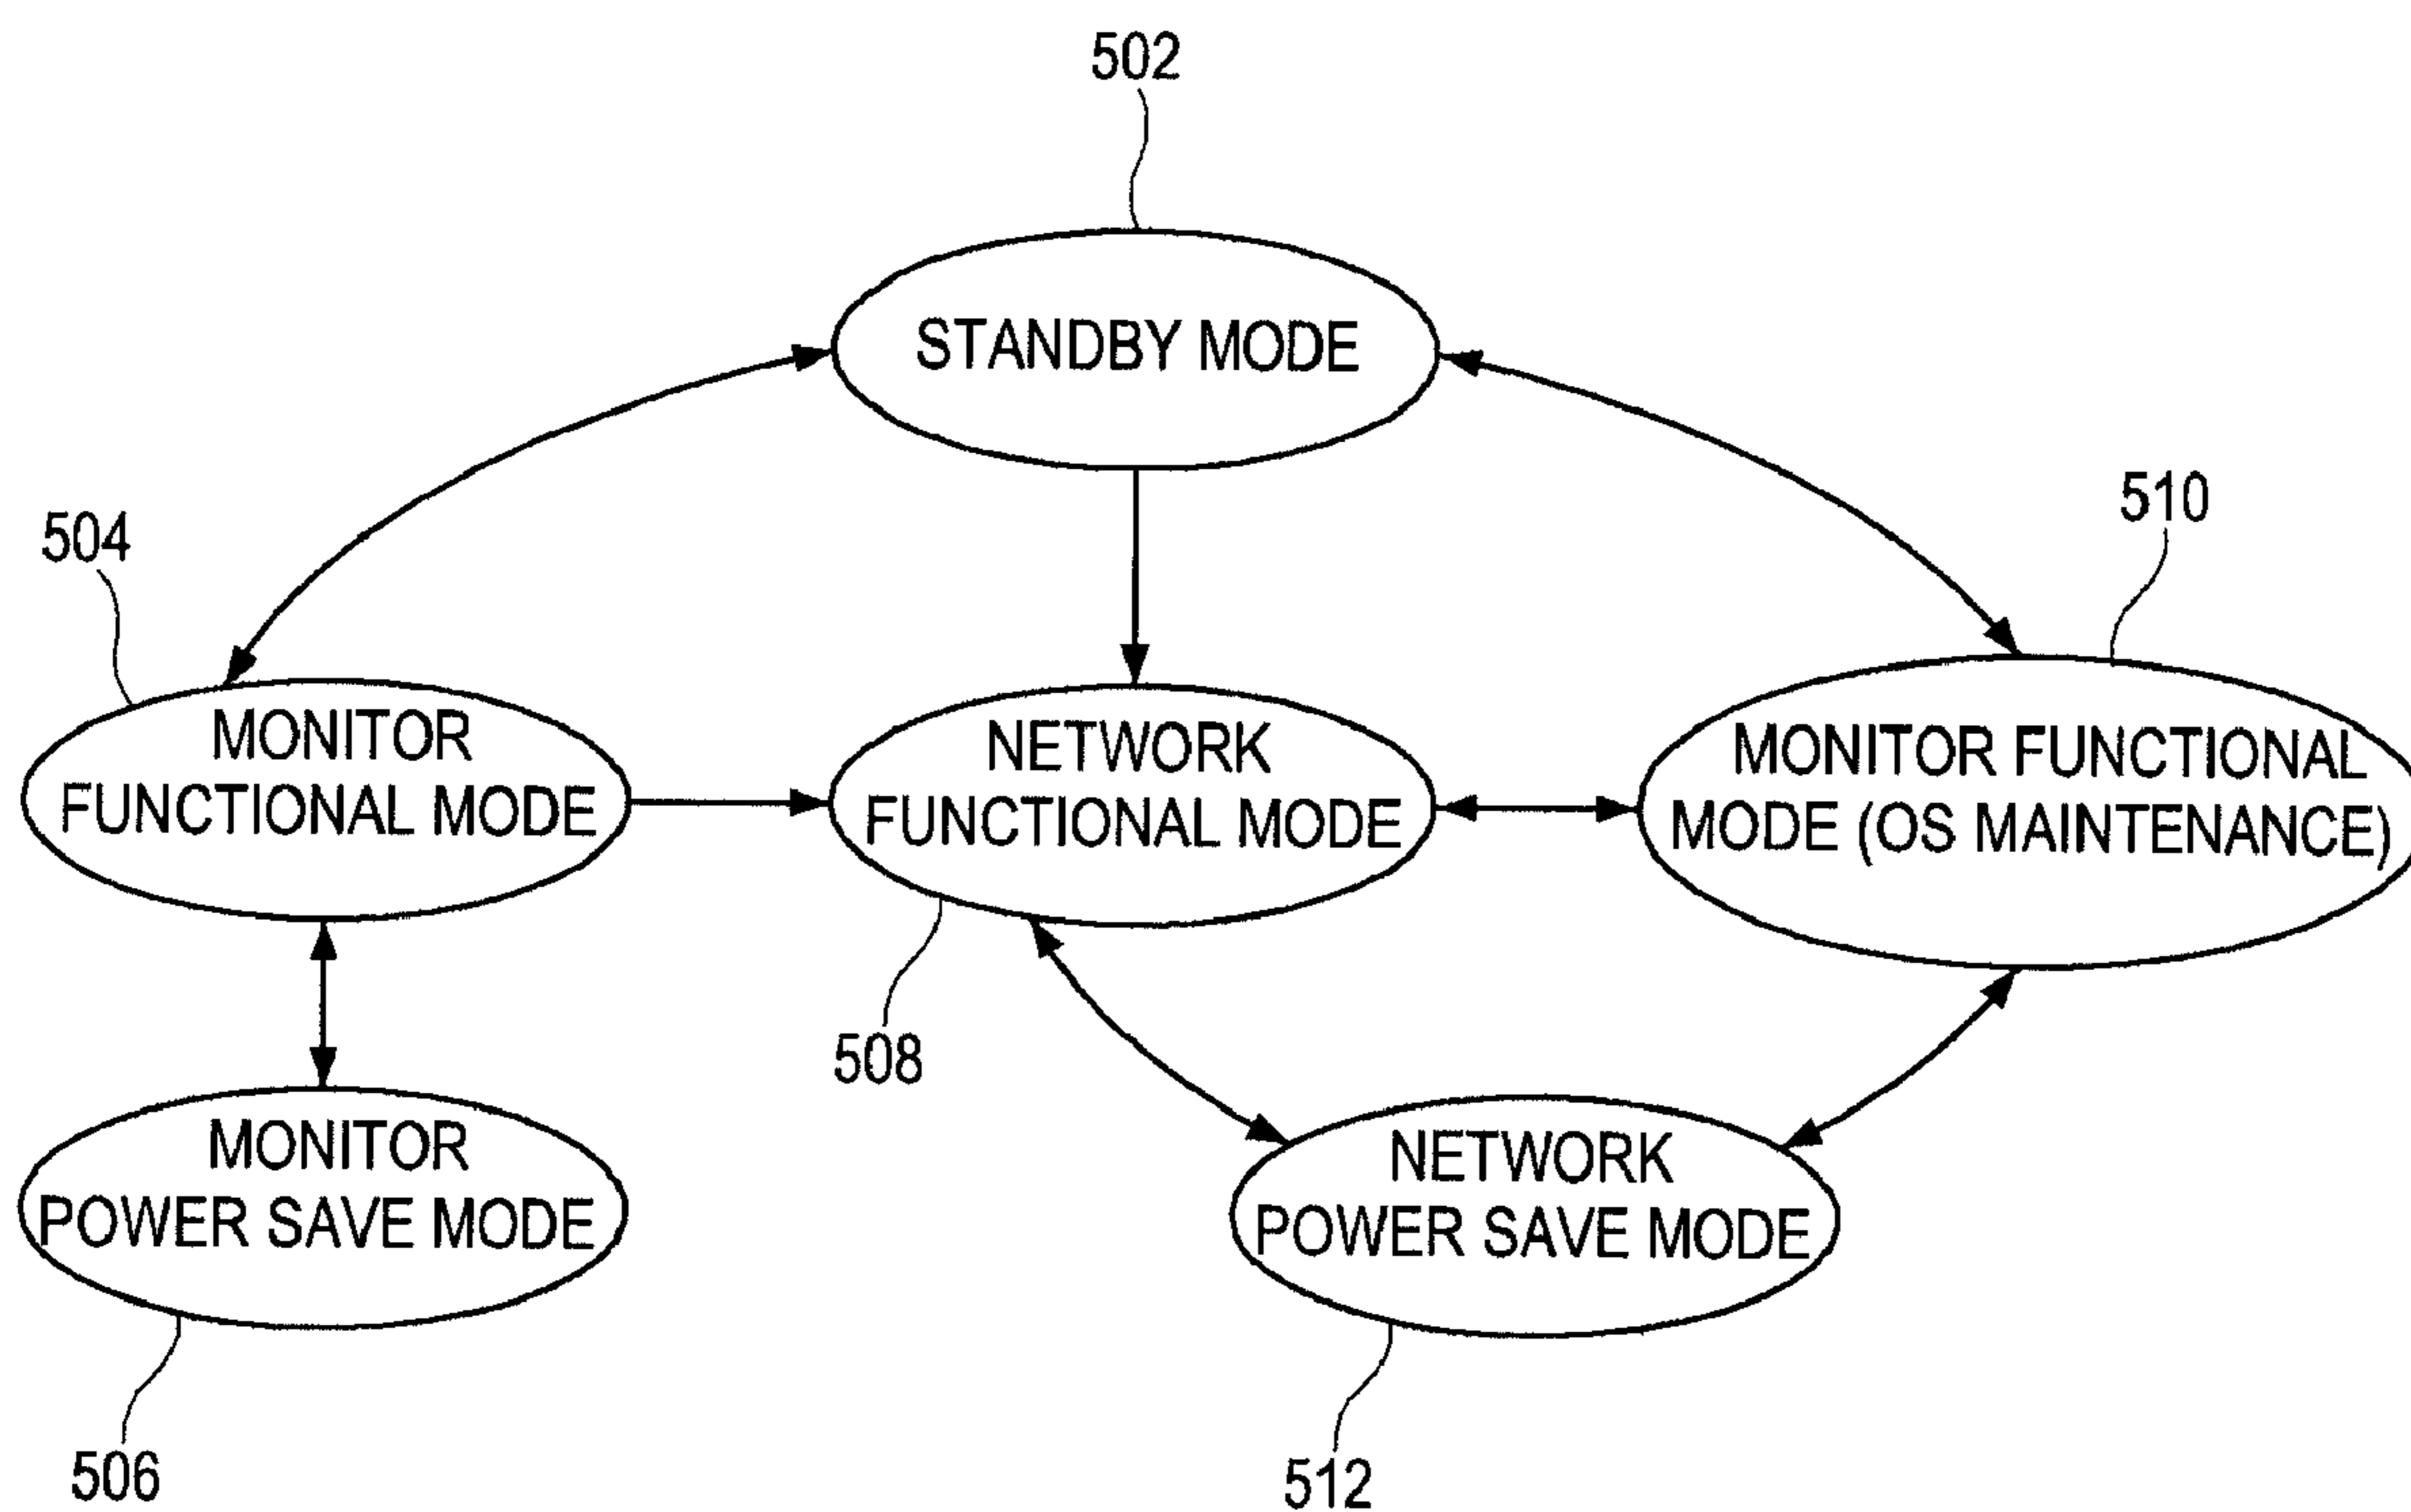 502
STANDBY MODE
504
510
MONITOR
FUNCTIONAL MODE
NETWORK
FUNCTIONAL MODE
MONITOR FUNCTIONAL
MODE (OS MAINTENANCE)
508
MONITOR
POWER SAVE MODE
NETWORK
POWER SAVE MODE
506
512